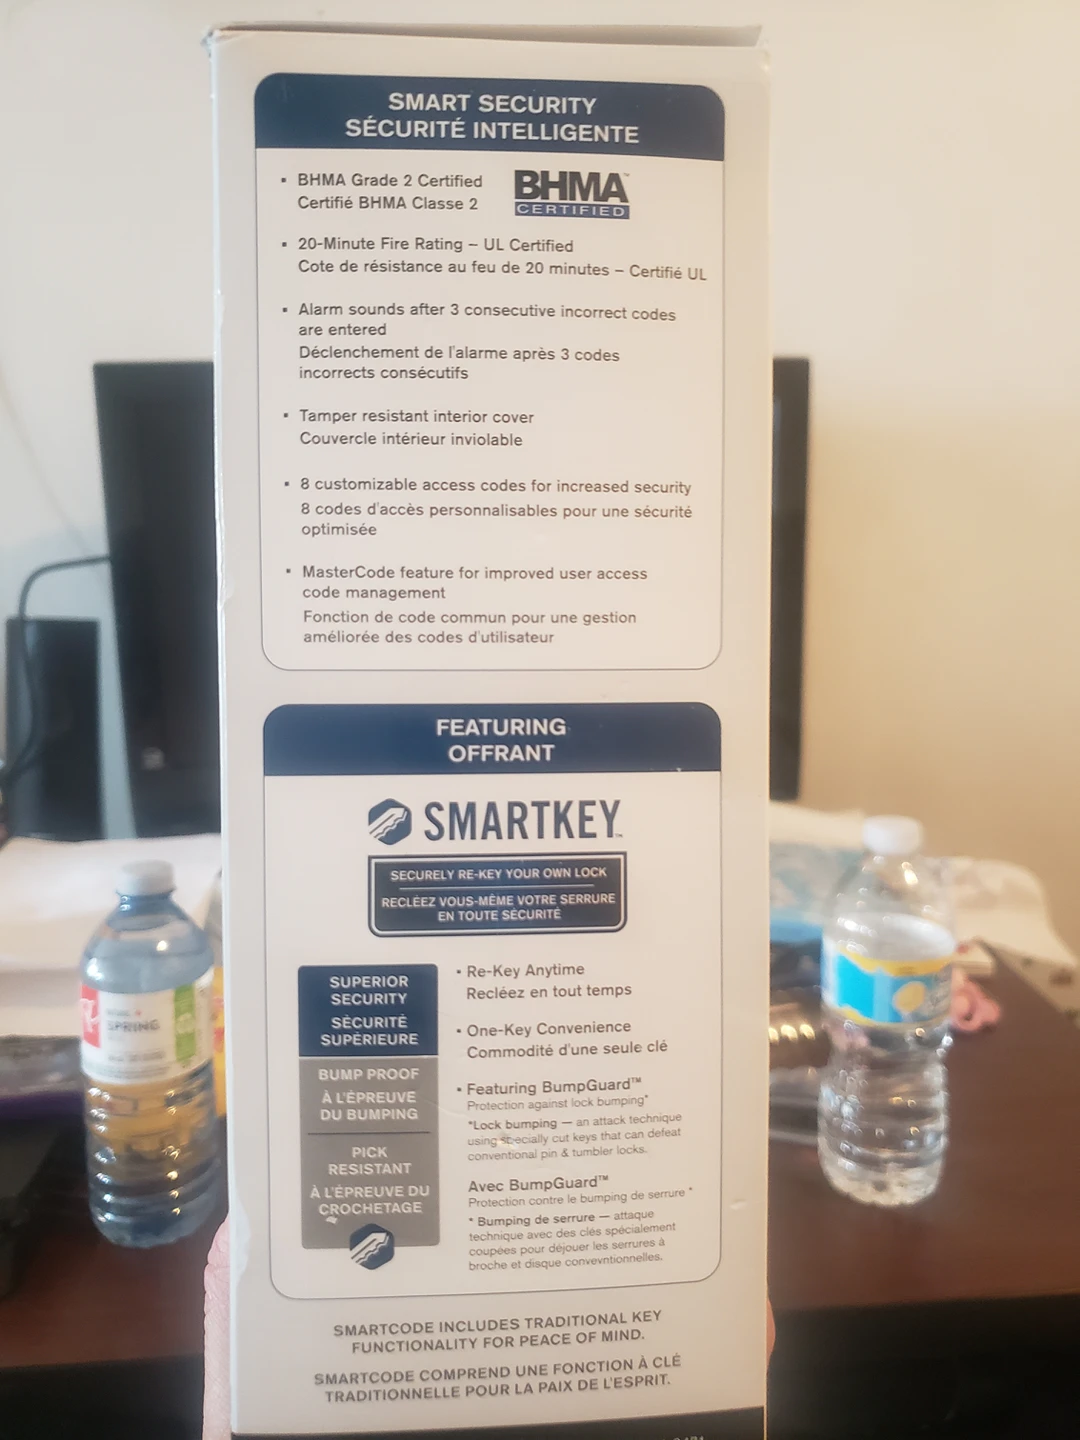 SMART SECURITY
SÉCURITÉ INTELLIGENTE
▪ BHMA Grade 2 Certified
Certifié BHMA Classe 2
BHMA™
CERTIFIED
▪ 20-Minute Fire Rating – UL Certified
Cote de résistance au feu de 20 minutes – Certifié UL
▪ Alarm sounds after 3 consecutive incorrect codes
are entered
Déclenchement de l'alarme après 3 codes
incorrects consécutifs
▪ Tamper resistant interior cover
Couvercle intérieur inviolable
▪ 8 customizable access codes for increased security
8 codes d'accès personnalisables pour une sécurité
optimisée
▪ MasterCode feature for improved user access
code management
Fonction de code commun pour une gestion
améliorée des codes d'utilisateur
FEATURING
OFFRANT
SMARTKEY™
SECURELY RE-KEY YOUR OWN LOCK
RECLÉEZ VOUS-MÊME VOTRE SERRURE
EN TOUTE SÉCURITÉ
SUPERIOR
SECURITY
SÉCURITÉ
SUPÉRIEURE
BUMP PROOF
À L'ÉPREUVE
DU BUMPING
PICK
RESISTANT
À L'ÉPREUVE DU
CROCHETAGE
▪ Re-Key Anytime
Recléez en tout temps
▪ One-Key Convenience
Commodité d'une seule clé
▪ Featuring BumpGuard™
Protection against lock bumping*
*Lock bumping — an attack technique
using specially cut keys that can defeat
conventional pin & tumbler locks.
Avec BumpGuard™
Protection contre le bumping de serrure *
* Bumping de serrure — attaque
technique avec des clés spécialement
coupées pour déjouer les serrures à
broche et disque convevntionnelles.
SMARTCODE INCLUDES TRADITIONAL KEY
FUNCTIONALITY FOR PEACE OF MIND.
SMARTCODE COMPREND UNE FONCTION À CLÉ
TRADITIONNELLE POUR LA PAIX DE L'ESPRIT.
SPRING